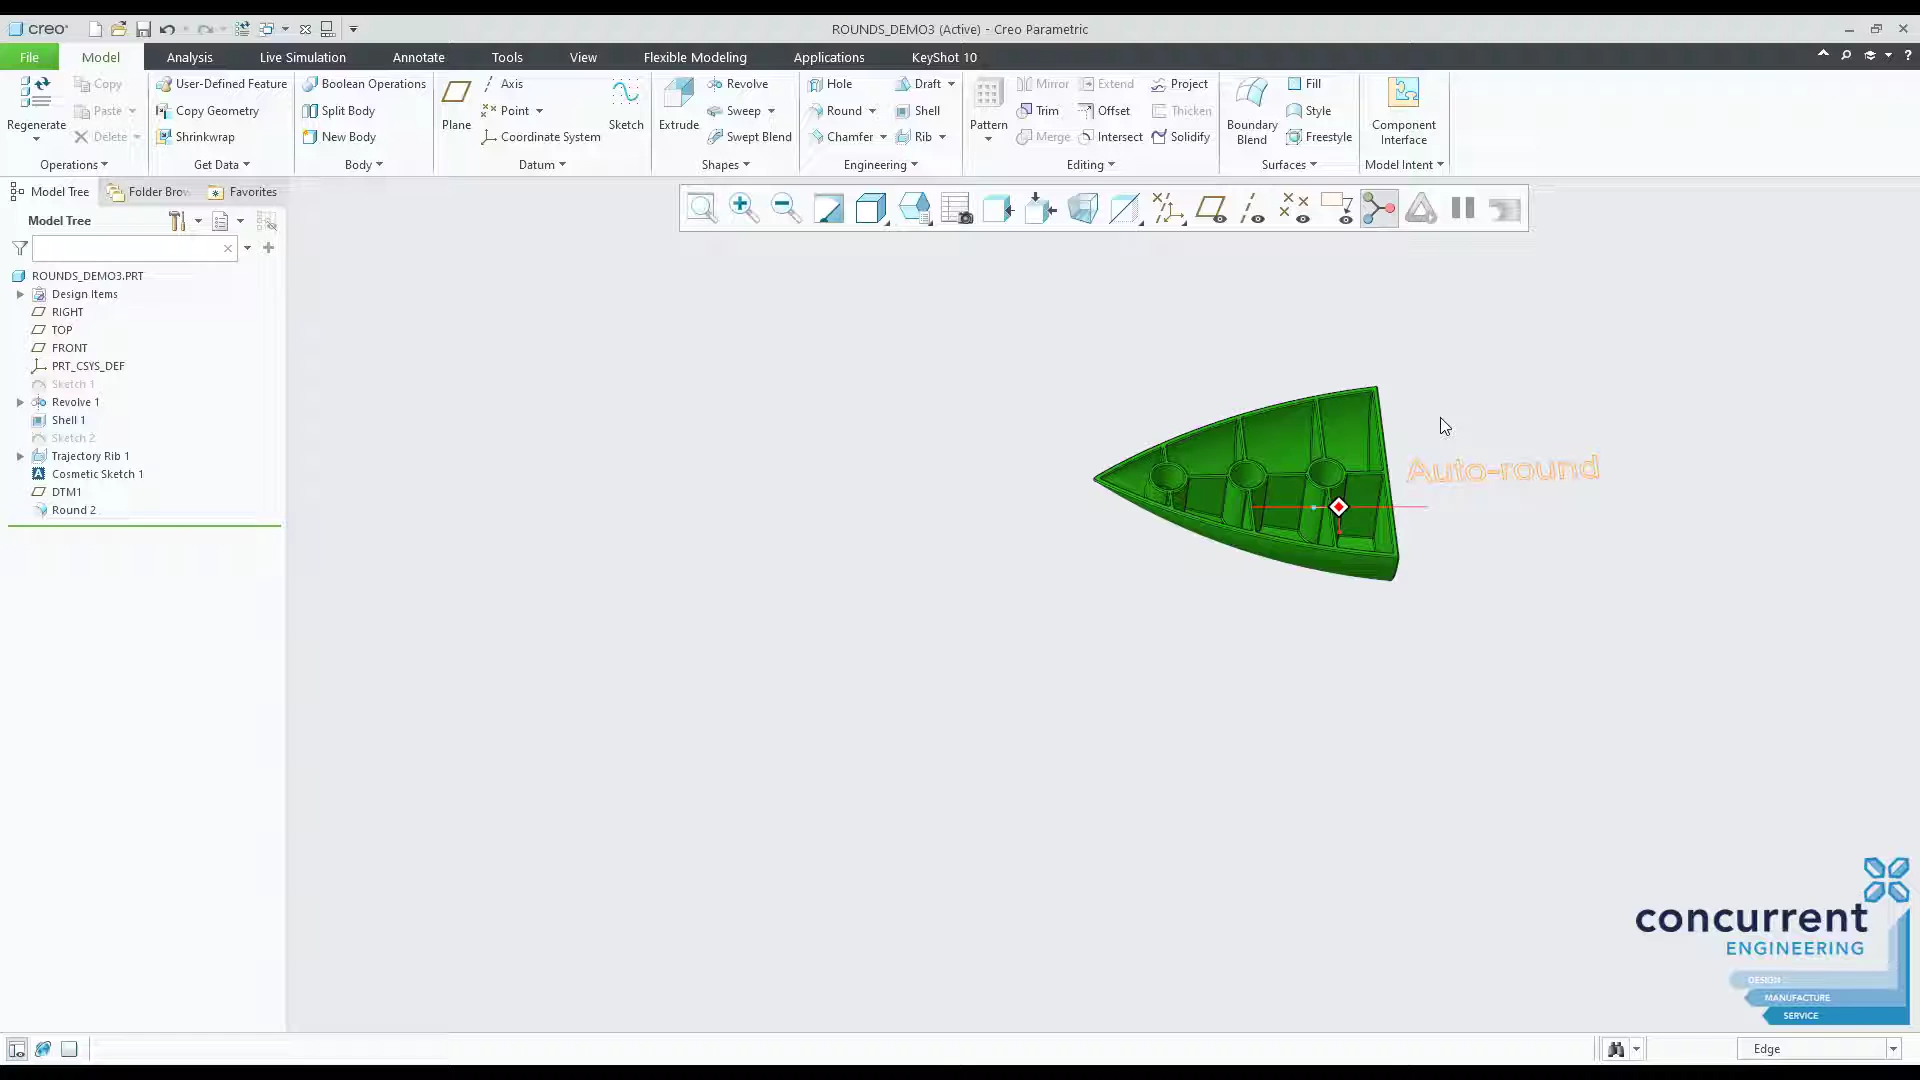 creo
ROUNDS_DEMO3 (Active) - Creo Parametric
File Model Analysis Live Simulation Annotate Tools View Flexible Modeling Applications KeyShot 10
Regenerate
Copy
Paste
Delete
Operations
User-Defined Feature
Copy Geometry
Shrinkwrap
Get Data
Boolean Operations
Split Body
New Body
Body
Plane
Axis
Point
Coordinate System
Sketch
Datum
Extrude
Revolve
Sweep
Swept Blend
Shapes
Hole
Round
Chamfer
Draft
Shell
Rib
Engineering
Pattern
Mirror
Trim
Merge
Extend
Offset
Intersect
Project
Thicken
Solidify
Editing
Boundary
Blend
Fill
Style
Freestyle
Surfaces
Component
Interface
Model Intent
Model Tree Folder Brow Favorites
Model Tree
ROUNDS_DEMO3.PRT
Design Items
RIGHT
TOP
FRONT
PRT_CSYS_DEF
Sketch 1
Revolve 1
Shell 1
Sketch 2
Trajectory Rib 1
Cosmetic Sketch 1
DTM1
Round 2
Auto-round
concurrent
ENGINEERING
DESIGN
MANUFACTURE
SERVICE
Edge